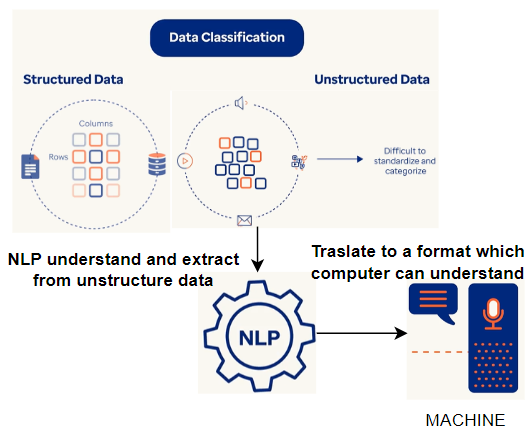 Data Classification
Structured Data
Unstructured Data
Columns
Rows
Difficult to
standardize and
categorize
NLP understand and extract
from unstructure data
Traslate to a format which
computer can understand
NLP
MACHINE